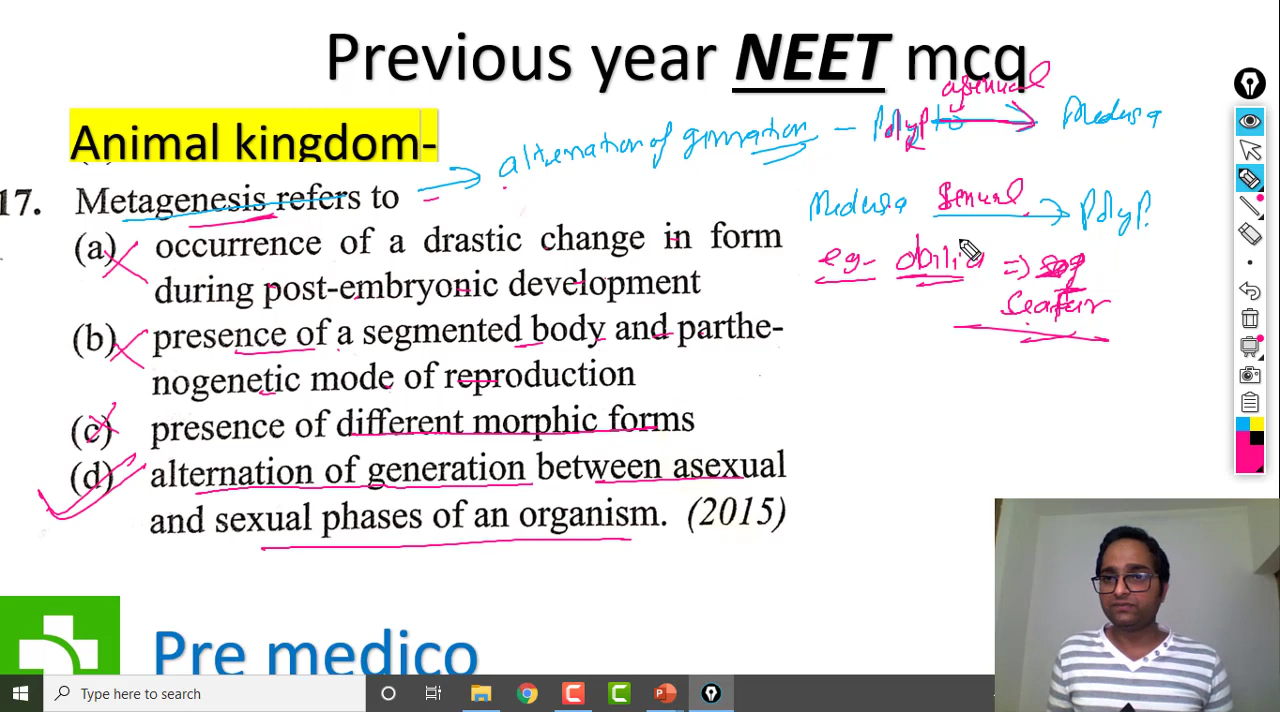 Previous year NEET mcq
Animal kingdom-
asexual
alternation of generation - Polyp to Medusa
17. Metagenesis refers to
Medusa sexual Polyp.
(a) occurrence of a drastic change in form
during post-embryonic development
eg- obilia =>
(b) presence of a segmented body and parthe-
nogenetic mode of reproduction
(c) presence of different morphic forms
(d) alternation of generation between asexual
and sexual phases of an organism. (2015)
Pre medico
Type here to search